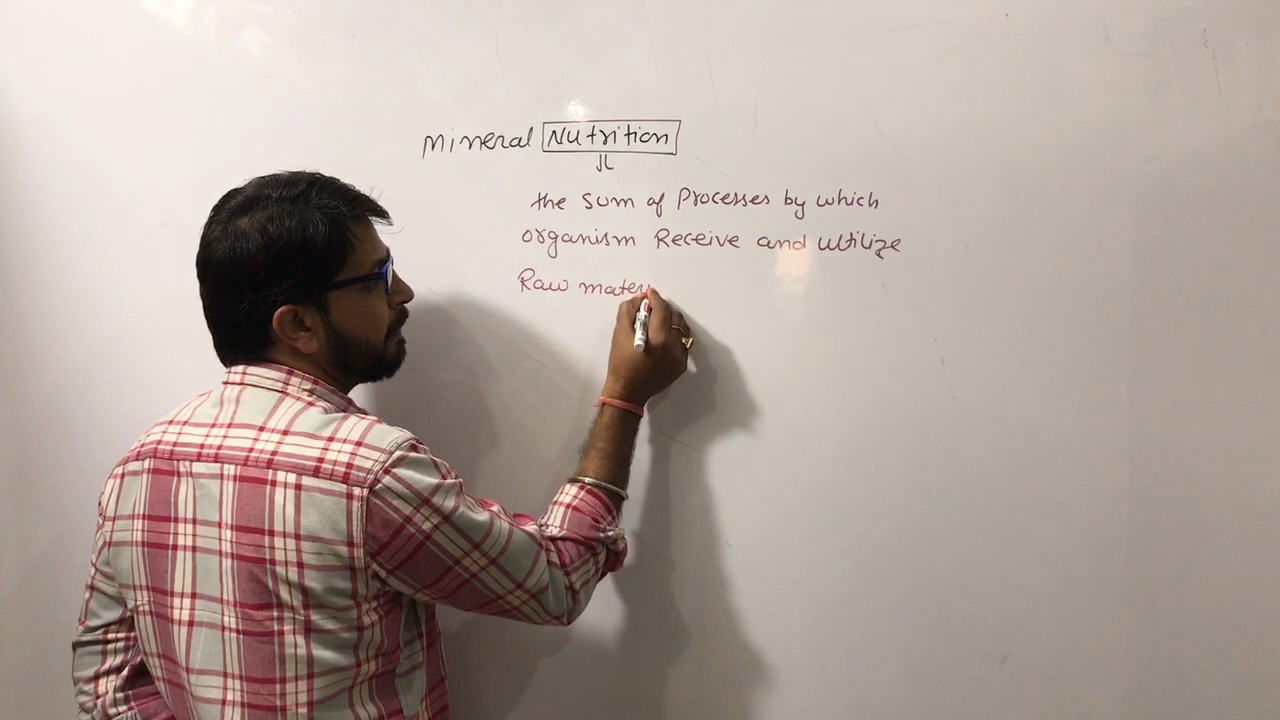 Mineral Nutrition
the sum of Processes by which
organism Receive and utilize
Raw mater